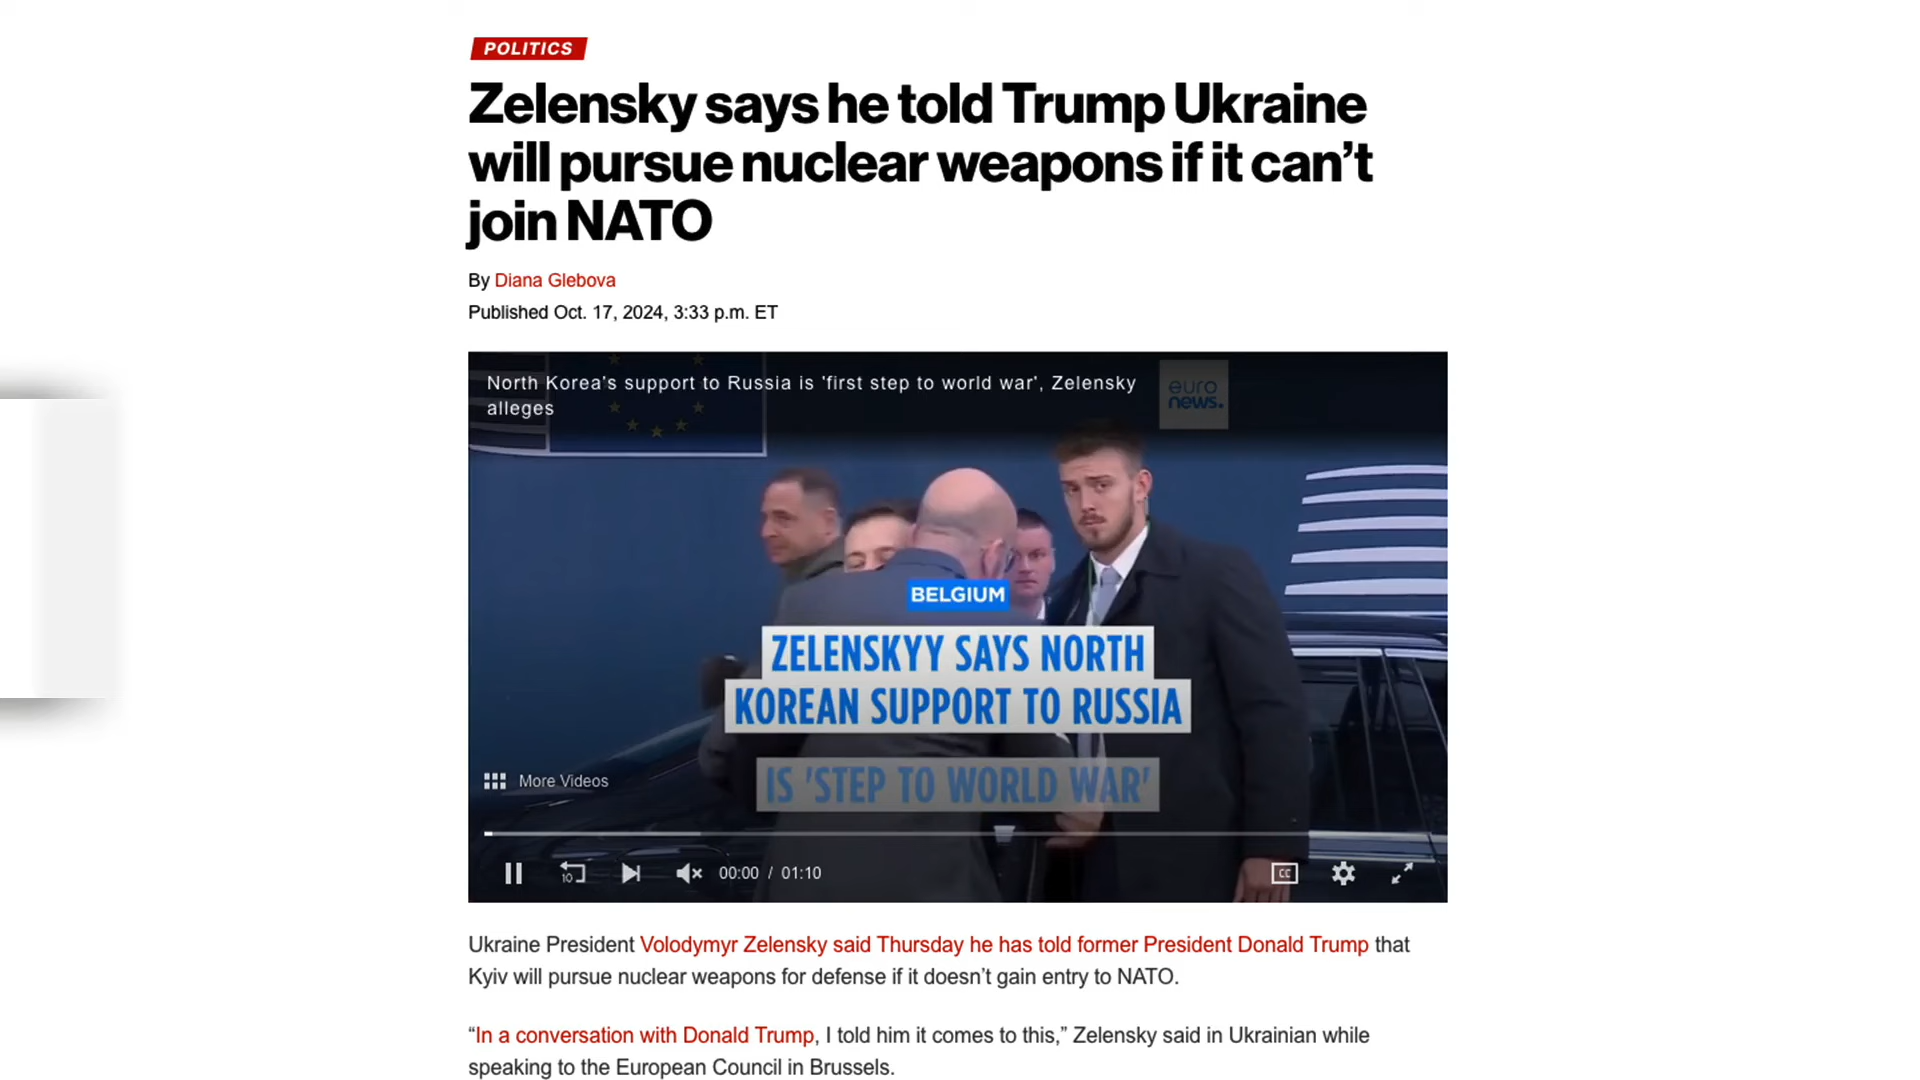 POLITICS
Zelensky says he told Trump Ukraine
will pursue nuclear weapons if it can’t
join NATO
By Diana Glebova
Published Oct. 17, 2024, 3:33 p.m. ET
North Korea's support to Russia is 'first step to world war', Zelensky
alleges
euro
news.
BELGIUM
ZELENSKYY SAYS NORTH
KOREAN SUPPORT TO RUSSIA
IS 'STEP TO WORLD WAR'
More Videos
10
00:00 / 01:10
CC
Ukraine President Volodymyr Zelensky said Thursday he has told former President Donald Trump that
Kyiv will pursue nuclear weapons for defense if it doesn’t gain entry to NATO.
“In a conversation with Donald Trump, I told him it comes to this,” Zelensky said in Ukrainian while
speaking to the European Council in Brussels.